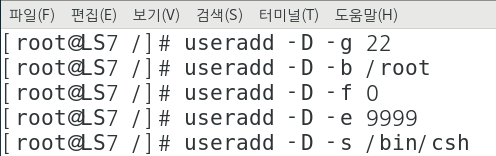 파일(F) 편집(E) 보기(V) 검색(S) 터미널(T) 도움말(H)
[root@LS7 /]# useradd -D -g 22
[root@LS7 /]# useradd -D -b /root
[root@LS7 /]# useradd -D -f 0
[root@LS7 /]# useradd -D -e 9999
[root@LS7 /]# useradd -D -s /bin/csh